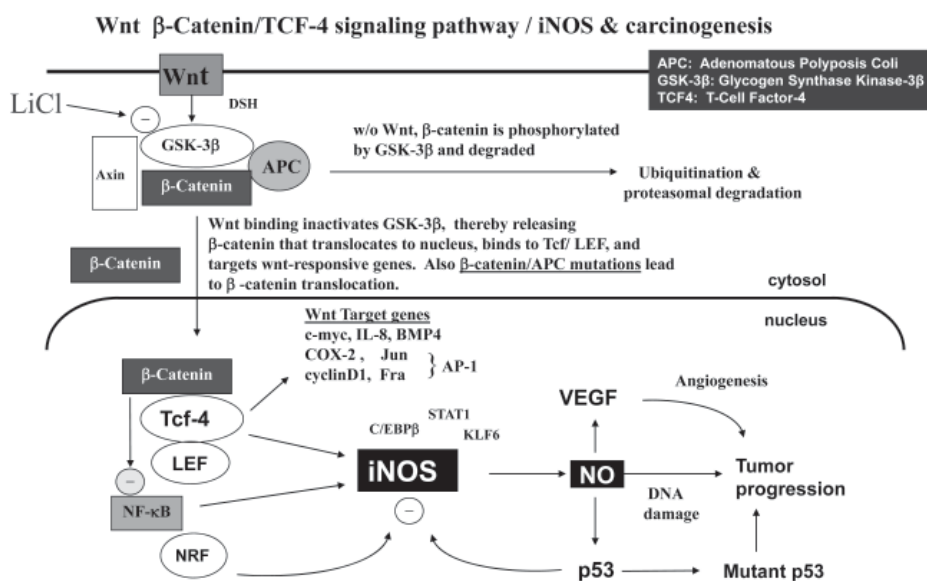 Wnt β-Catenin/TCF-4 signaling pathway / iNOS & carcinogenesis
APC: Adenomatous Polyposis Coli
GSK-3β: Glycogen Synthase Kinase-3β
TCF4: T-Cell Factor-4
Wnt
LiCl
DSH
−
GSK-3β
Axin
APC
β-Catenin
w/o Wnt, β-catenin is phosphorylated
by GSK-3β and degraded
Ubiquitination &
proteasomal degradation
Wnt binding inactivates GSK-3β, thereby releasing
β-catenin that translocates to nucleus, binds to Tcf/ LEF, and
targets wnt-responsive genes. Also β-catenin/APC mutations lead
to β -catenin translocation.
β-Catenin
cytosol
nucleus
Wnt Target genes
c-myc, IL-8, BMP4
COX-2 , Jun
cyclinD1, Fra
} AP-1
β-Catenin
Tcf-4
LEF
−
NF-κB
NRF
C/EBPβ
STAT1
KLF6
iNOS
−
VEGF
Angiogenesis
NO
DNA
damage
Tumor
progression
p53
Mutant p53